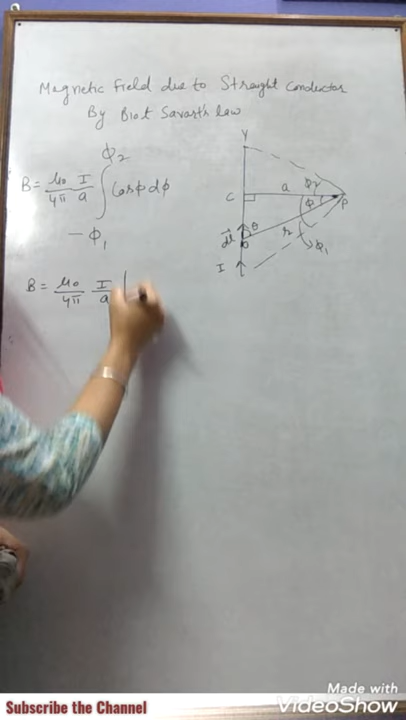 Magnetic field due to Straight Conductor
By Biot Savarth law
Y
ϕ2
B = μ0/4π I/a ∫ Cosϕ dϕ
- ϕ1
C
a
ϕ2
ϕ
P
θ
dl
r
O
ϕ1
I
B = μ0/4π I/a
Made with
VideoShow
Subscribe the Channel